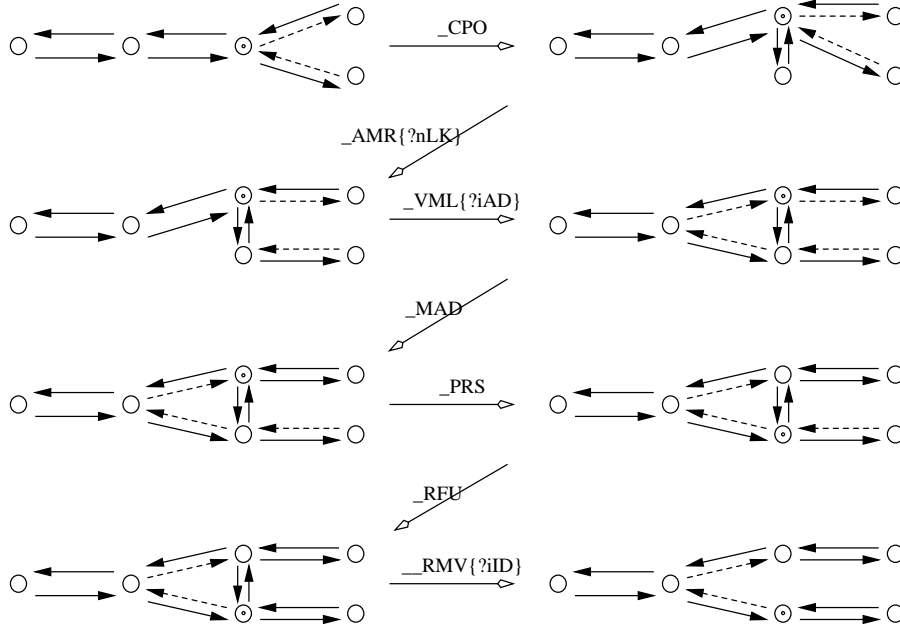 _CPO
_AMR{?nLK}
_VML{?iAD}
_MAD
_PRS
_RFU
__RMV{?iID}